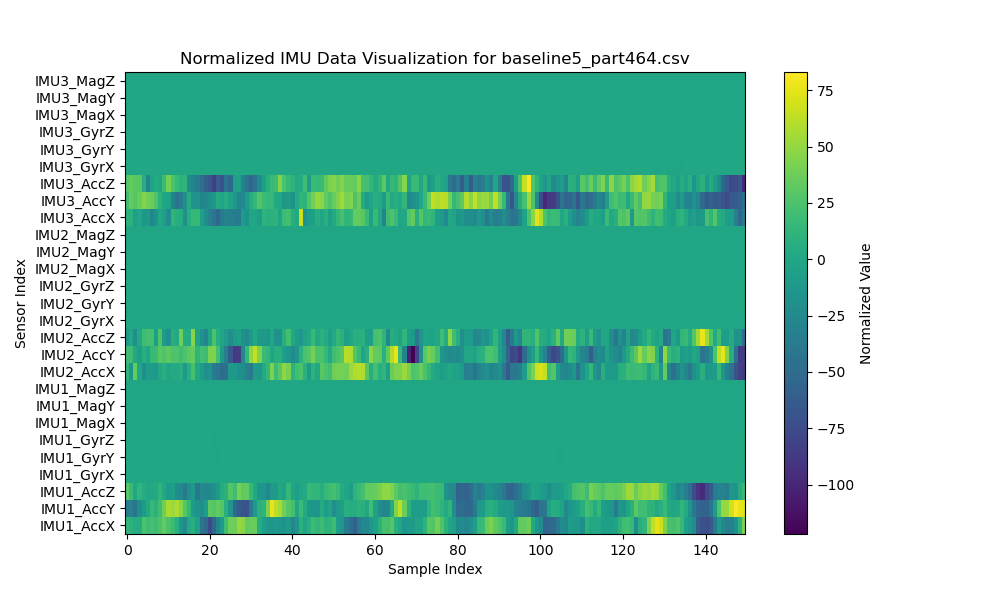 Normalized IMU Data Visualization for baseline5_part464.csv
IMU3_MagZ
IMU3_MagY
IMU3_MagX
IMU3_GyrZ
IMU3_GyrY
IMU3_GyrX
IMU3_AccZ
IMU3_AccY
IMU3_AccX
IMU2_MagZ
IMU2_MagY
IMU2_MagX
IMU2_GyrZ
IMU2_GyrY
IMU2_GyrX
IMU2_AccZ
IMU2_AccY
IMU2_AccX
IMU1_MagZ
IMU1_MagY
IMU1_MagX
IMU1_GyrZ
IMU1_GyrY
IMU1_GyrX
IMU1_AccZ
IMU1_AccY
IMU1_AccX
Sensor Index
0 20 40 60 80 100 120 140
Sample Index
75
50
25
0
−25
−50
−75
−100
Normalized Value